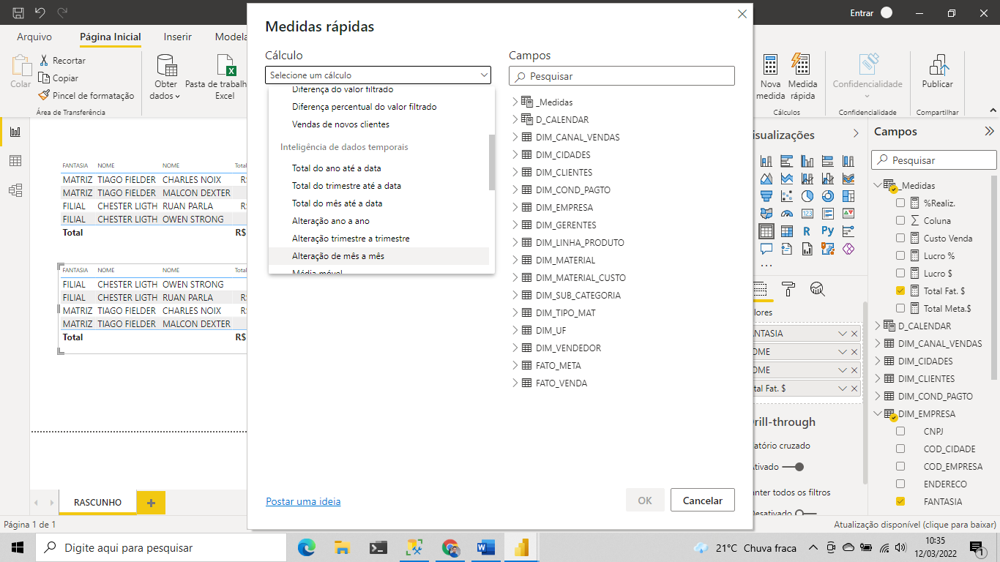 Entrar
Arquivo
Página Inicial
Inserir
Modela
Colar
Recortar
Copiar
Pincel de formatação
Área de Transferência
Obter
dados
Pasta de trabalh
Excel
Nova
medida
Medida
rápida
Cálculos
Confidencialidade
Confidencialidade
Publicar
Compartilhar
FANTASIA NOME NOME Total
MATRIZ TIAGO FIELDER CHARLES NOIX R$
MATRIZ TIAGO FIELDER MALCON DEXTER
FILIAL CHESTER LIGTH RUAN PARLA R$
FILIAL CHESTER LIGTH OWEN STRONG
Total R$
FANTASIA NOME NOME Total
FILIAL CHESTER LIGTH OWEN STRONG
FILIAL CHESTER LIGTH RUAN PARLA R$
MATRIZ TIAGO FIELDER CHARLES NOIX R$
MATRIZ TIAGO FIELDER MALCON DEXTER
Total R$
RASCUNHO
Página 1 de 1
Medidas rápidas
Cálculo
Selecione um cálculo
Diferença do valor filtrado
Diferença percentual do valor filtrado
Vendas de novos clientes
Inteligência de dados temporais
Total do ano até a data
Total do trimestre até a data
Total do mês até a data
Alteração ano a ano
Alteração trimestre a trimestre
Alteração de mês a mês
Média móvel
Campos
Pesquisar
_Medidas
D_CALENDAR
DIM_CANAL_VENDAS
DIM_CIDADES
DIM_CLIENTES
DIM_COND_PAGTO
DIM_EMPRESA
DIM_GERENTES
DIM_LINHA_PRODUTO
DIM_MATERIAL
DIM_MATERIAL_CUSTO
DIM_SUB_CATEGORIA
DIM_TIPO_MAT
DIM_UF
DIM_VENDEDOR
FATO_META
FATO_VENDA
Postar uma ideia
OK
Cancelar
isualizações
R
Py
lores
ANTASIA
OME
OME
tal Fat. $
rill-through
atório cruzado
tivado
anter todos os filtros
esativado
Campos
Pesquisar
_Medidas
%Realiz.
Coluna
Custo Venda
Lucro %
Lucro $
Total Fat. $
Total Meta.$
D_CALENDAR
DIM_CANAL_VENDAS
DIM_CIDADES
DIM_CLIENTES
DIM_COND_PAGTO
DIM_EMPRESA
CNPJ
COD_CIDADE
COD_EMPRESA
ENDERECO
FANTASIA
Atualização disponível (clique para baixar)
Digite aqui para pesquisar
21°C Chuva fraca
10:35
12/03/2022
1